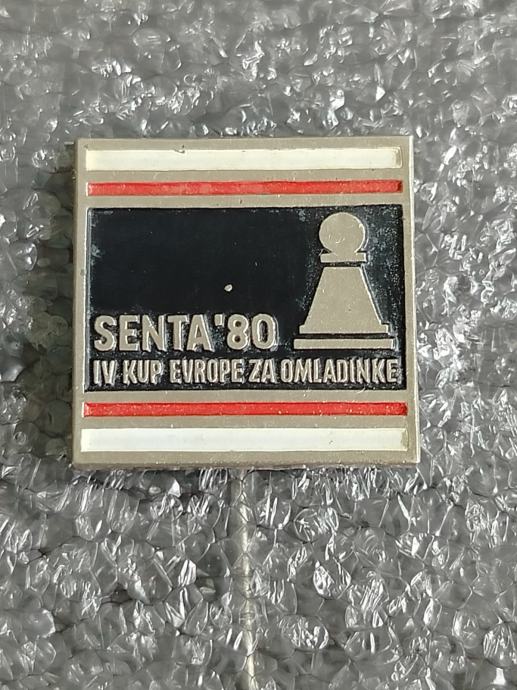 SENTA '80
IV KUP EVROPE ZA OMLADINKE